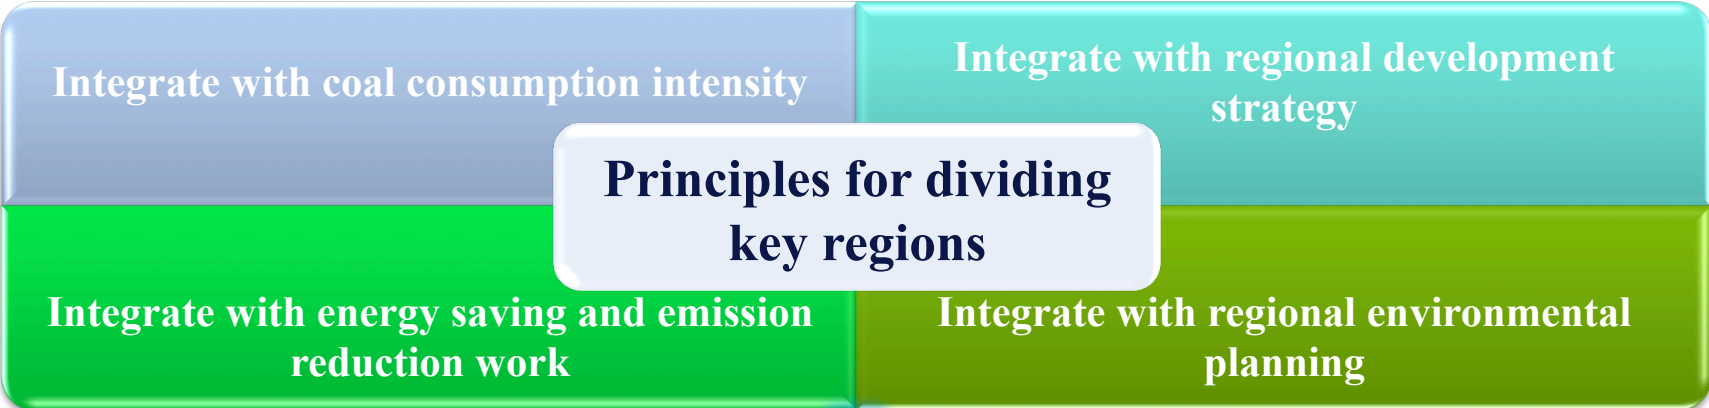 Integrate with coal consumption intensity
Integrate with regional development
strategy
Principles for dividing
key regions
Integrate with energy saving and emission
reduction work
Integrate with regional environmental
planning